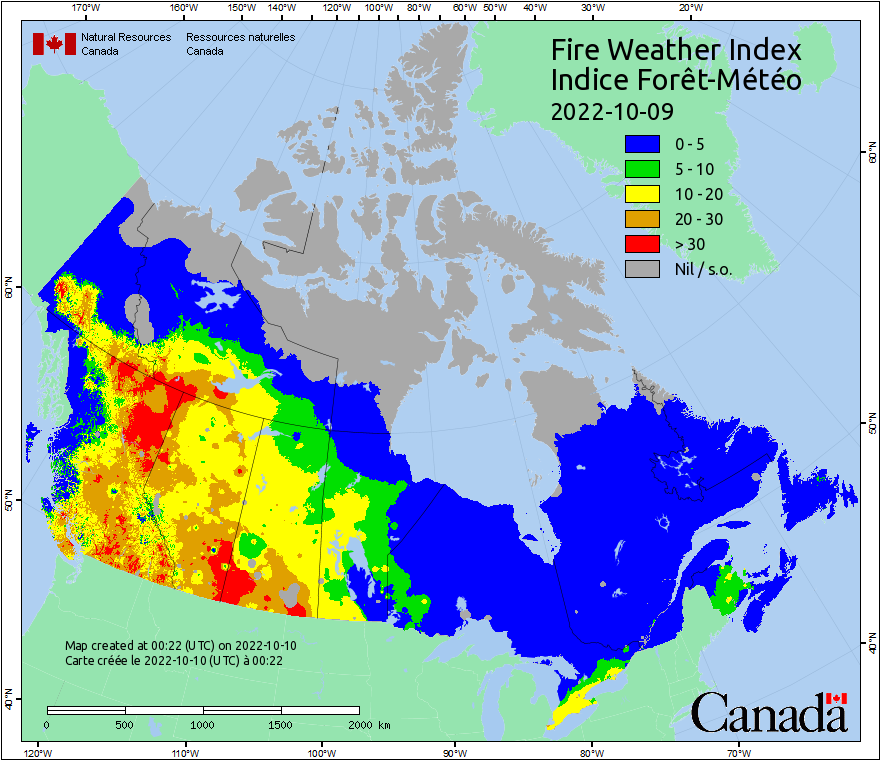 170°W 160°W 150°W 140°W 130°W 120°W 110°W 100°W 90°W 80°W 70°W 60°W 50°W 40°W 30°W 20°W
Natural Resources Ressources naturelles
Canada Canada
Fire Weather Index
Indice Forêt-Météo
2022-10-09
0 - 5
5 - 10
10 - 20
20 - 30
> 30
Nil / s.o.
60°N 60°N
50°N 50°N
40°N 40°N
Map created at 00:22 (UTC) on 2022-10-10
Carte créée le 2022-10-10 (UTC) à 00:22
0 500 1000 1500 2000 km
Canada
120°W 110°W 100°W 90°W 80°W 70°W